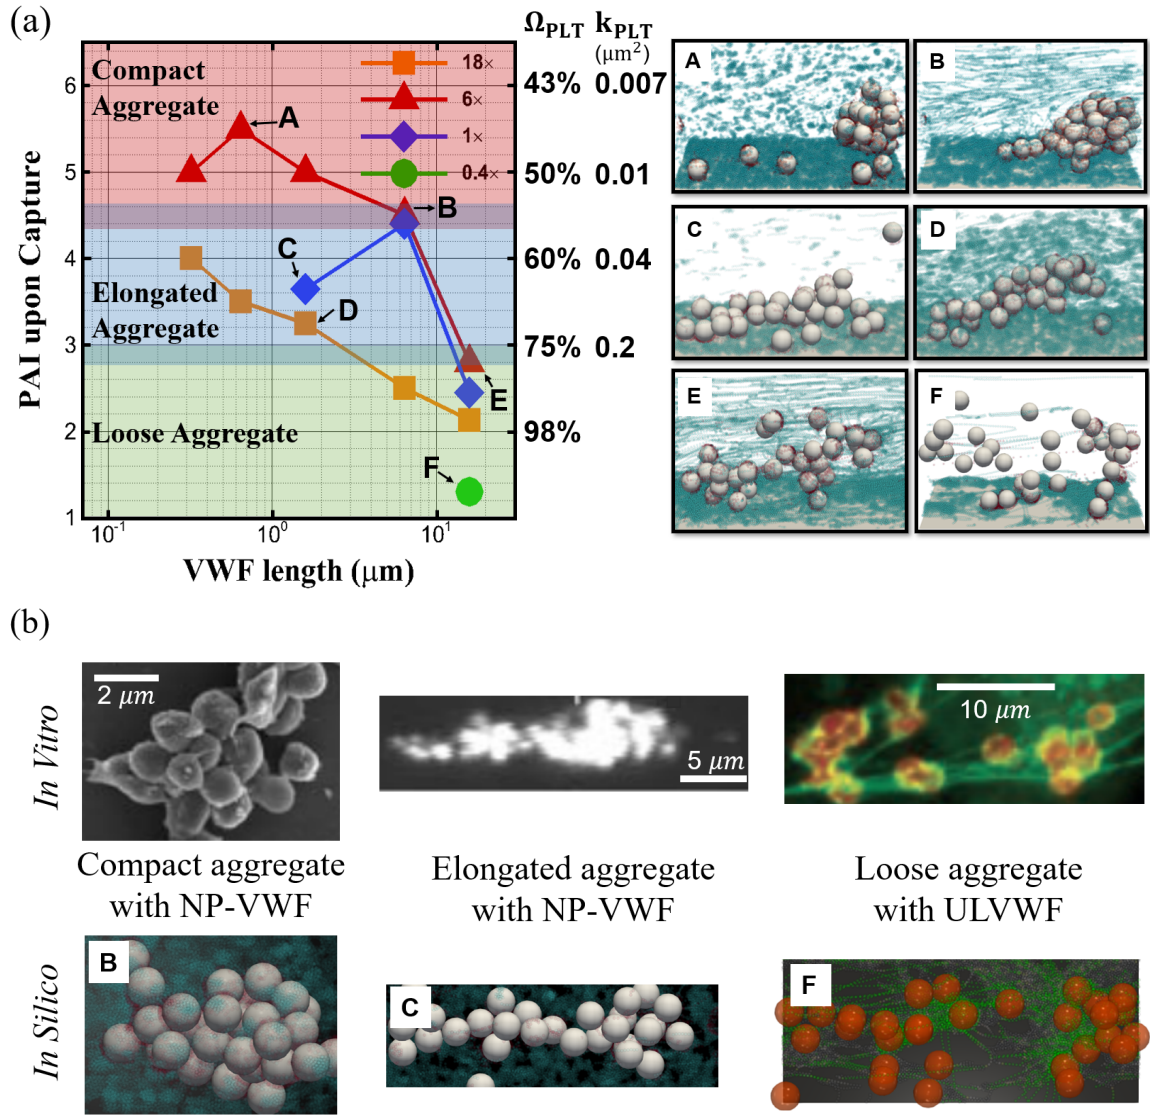 (a)
Ω_PLT k_PLT
(μm²)
PAI upon Capture
6
5
4
3
2
1
Compact
Aggregate
Elongated
Aggregate
Loose Aggregate
18×
6×
1×
0.4×
A
B
C
D
E
F
43% 0.007
50% 0.01
60% 0.04
75% 0.2
98%
10⁻¹ 10⁰ 10¹
VWF length (μm)
A
B
C
D
E
F
(b)
In Vitro
2 μm
5 μm
10 μm
Compact aggregate
with NP-VWF
Elongated aggregate
with NP-VWF
Loose aggregate
with ULVWF
In Silico
B
C
F